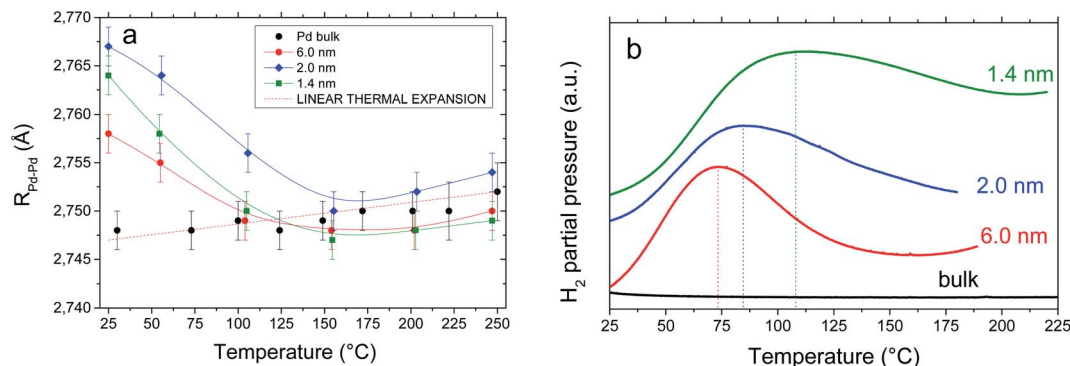 a
Pd bulk
6.0 nm
2.0 nm
1.4 nm
LINEAR THERMAL EXPANSION
2,770
2,765
2,760
2,755
2,750
2,745
2,740
R Pd-Pd (Å)
25 50 75 100 125 150 175 200 225 250
Temperature (°C)
b
1.4 nm
2.0 nm
6.0 nm
bulk
H2 partial pressure (a.u.)
25 50 75 100 125 150 175 200 225
Temperature (°C)